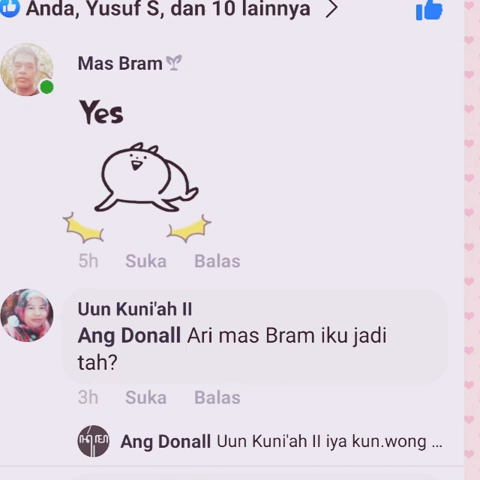 Anda, Yusuf S, dan 10 lainnya
Mas Bram
Yes
5h Suka Balas
Uun Kuni'ah II
Ang Donall Ari mas Bram iku jadi
tah?
3h Suka Balas
Ang Donall Uun Kuni'ah II iya kun.wong ...